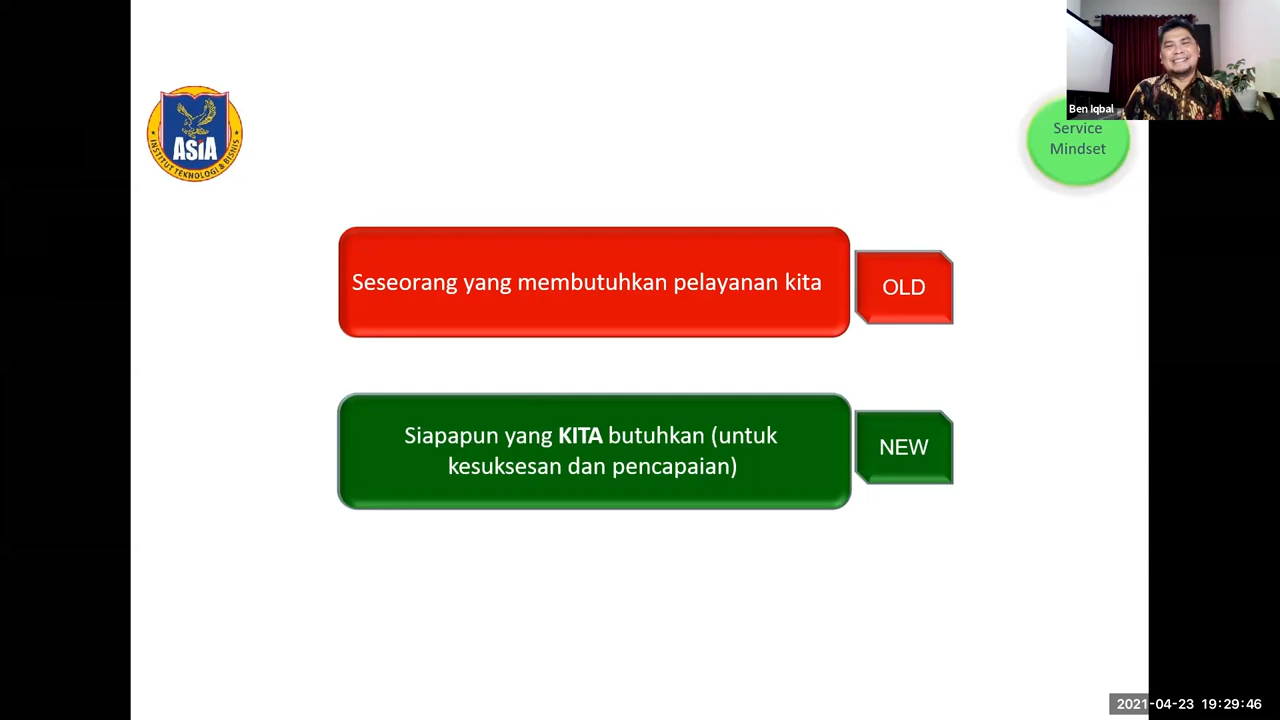 ASIA
INSTITUT TEKNOLOGI & BISNIS
Ben Iqbal
Service
Mindset
Seseorang yang membutuhkan pelayanan kita
OLD
Siapapun yang KITA butuhkan (untuk
kesuksesan dan pencapaian)
NEW
2021-04-23 19:29:46